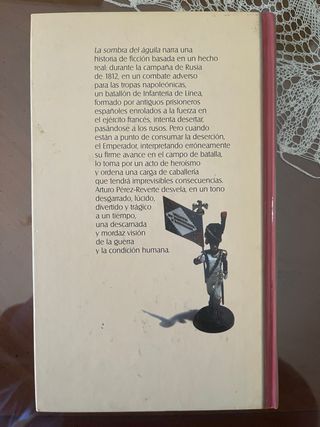 La sombra del águila narra una
historia de ficción basada en un hecho
real: durante la campaña de Rusia
de 1812, en un combate adverso
para las tropas napoleónicas,
un batallón de Infantería de Línea,
formado por antiguos prisioneros
españoles enrolados a la fuerza en
el ejército francés, intenta desertar,
pasándose a los rusos. Pero cuando
están a punto de consumar la deserción,
el Emperador, interpretando erróneamente
su firme avance en el campo de batalla,
lo toma por un acto de heroísmo
y ordena una carga de caballería
que tendrá imprevisibles consecuencias.
Arturo Pérez-Reverte desvela, en un tono
desgarrado, lúcido,
divertido y trágico
a un tiempo,
una descarnada
y mordaz visión
de la guerra
y la condición humana.